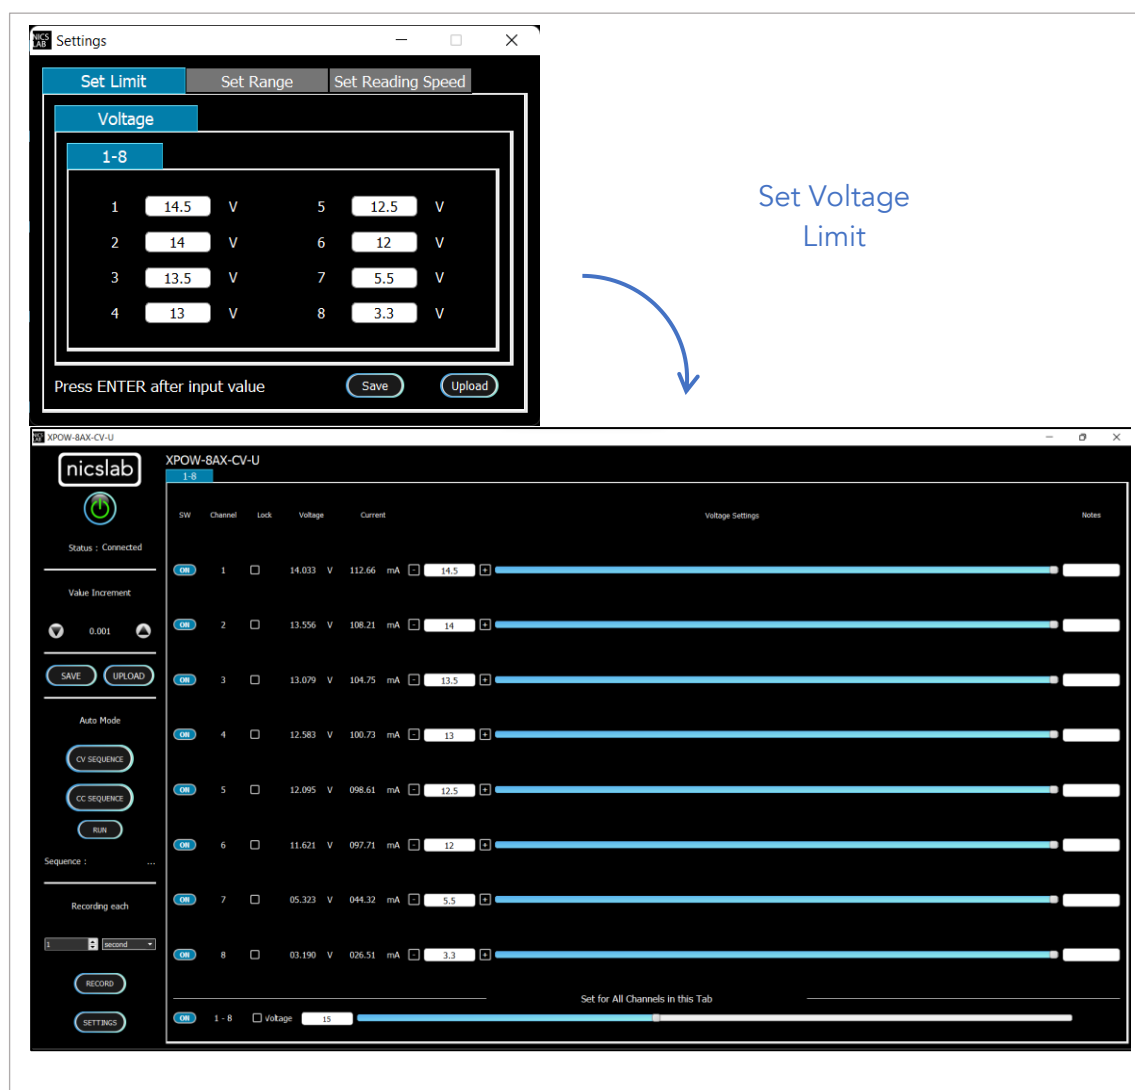 NICS LAB Settings
Set Limit Set Range Set Reading Speed
Voltage
1-8
1 14.5 V 5 12.5 V
2 14 V 6 12 V
3 13.5 V 7 5.5 V
4 13 V 8 3.3 V
Press ENTER after input value Save Upload
Set Voltage
Limit
NICS LAB XPOW-8AX-CV-U
nicslab
XPOW-8AX-CV-U
1-8
SW Channel Lock Voltage Current Voltage Settings Notes
Status : Connected
ON 1 14.033 V 112.66 mA - 14.5 +
Value Increment
0.001
ON 2 13.556 V 108.21 mA - 14 +
SAVE UPLOAD
ON 3 13.079 V 104.75 mA - 13.5 +
Auto Mode
ON 4 12.583 V 100.73 mA - 13 +
CV SEQUENCE
CC SEQUENCE
ON 5 12.095 V 098.61 mA - 12.5 +
RUN
ON 6 11.621 V 097.71 mA - 12 +
Sequence : ...
Recording each
ON 7 05.323 V 044.32 mA - 5.5 +
1 second
ON 8 03.190 V 026.51 mA - 3.3 +
RECORD
Set for All Channels in this Tab
SETTINGS
ON 1 - 8 Voltage 15